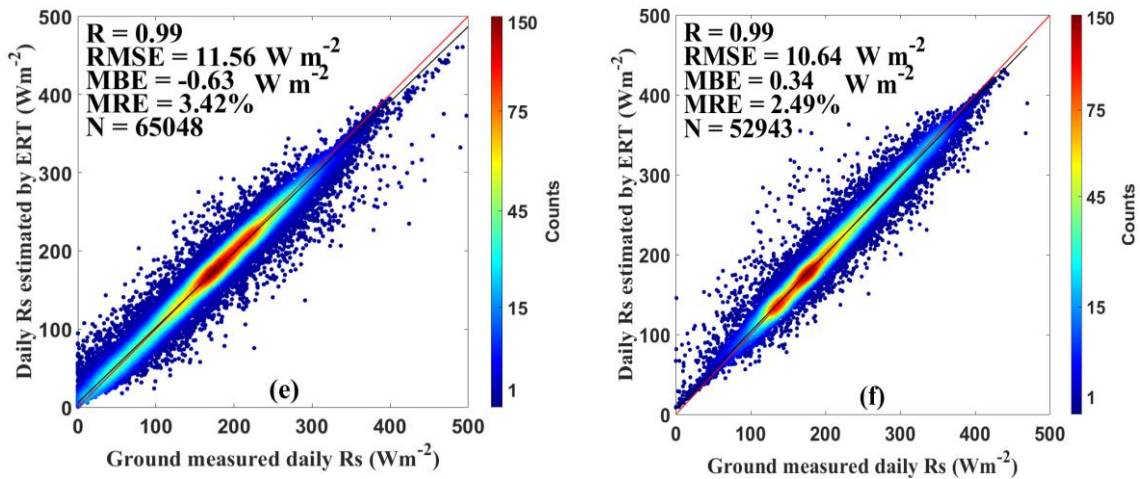 500
400
300
200
100
0
Daily Rs estimated by ERT (Wm⁻²)
R = 0.99
RMSE = 11.56 W m⁻²
MBE = -0.63 W m⁻²
MRE = 3.42%
N = 65048
(e)
0 100 200 300 400 500
Ground measured daily Rs (Wm⁻²)
150
75
45
15
1
Counts
500
400
300
200
100
0
Daily Rs estimated by ERT (Wm⁻²)
R = 0.99
RMSE = 10.64 W m⁻²
MBE = 0.34 W m⁻²
MRE = 2.49%
N = 52943
(f)
0 100 200 300 400 500
Ground measured daily Rs (Wm⁻²)
150
75
45
15
1
Counts